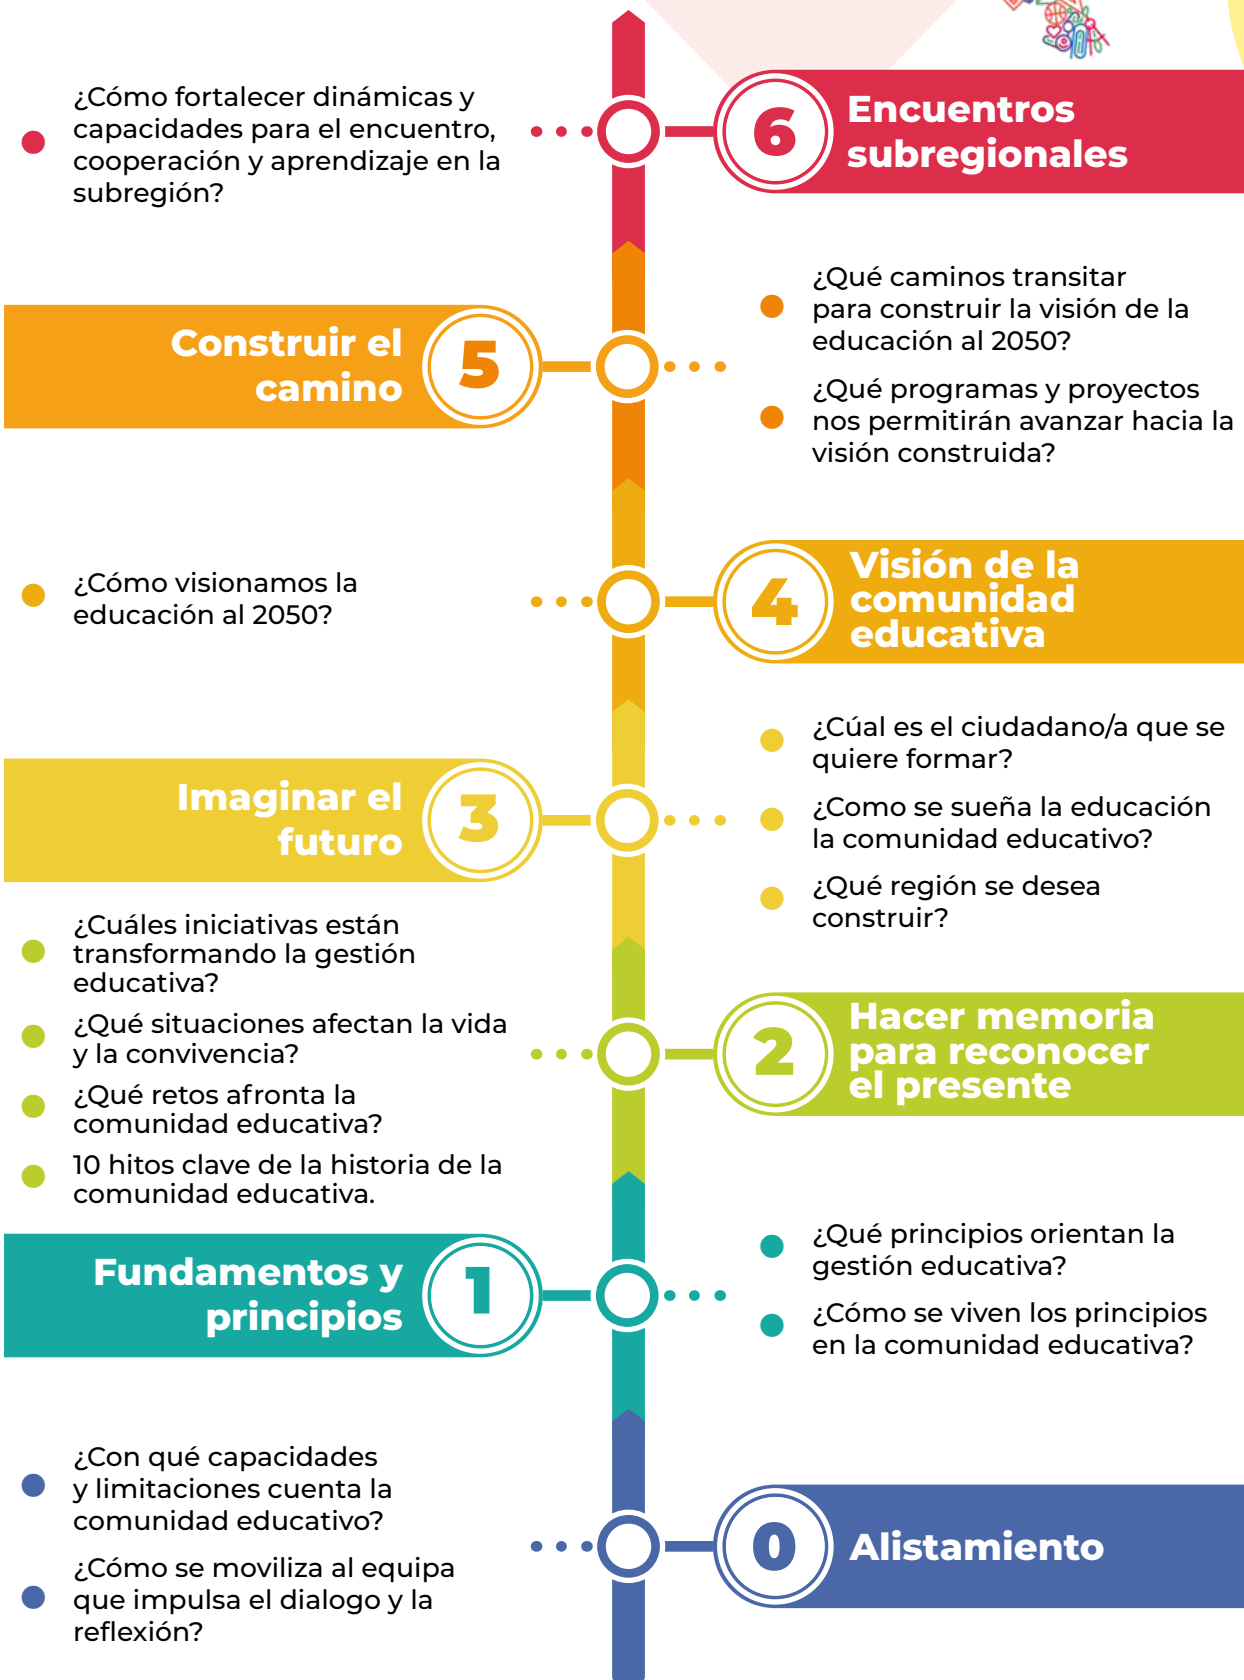 ¿Cómo fortalecer dinámicas y
capacidades para el encuentro,
cooperación y aprendizaje en la
subregión?
6
Encuentros
subregionales
Construir el
camino
5
¿Qué caminos transitar
para construir la visión de la
educación al 2050?
¿Qué programas y proyectos
nos permitirán avanzar hacia la
visión construida?
¿Cómo visionamos la
educación al 2050?
4
Visión de la
comunidad
educativa
Imaginar el
futuro
3
¿Cúal es el ciudadano/a que se
quiere formar?
¿Como se sueña la educación
la comunidad educativo?
¿Qué región se desea
construir?
¿Cuáles iniciativas están
transformando la gestión
educativa?
¿Qué situaciones afectan la vida
y la convivencia?
¿Qué retos afronta la
comunidad educativa?
10 hitos clave de la historia de la
comunidad educativa.
2
Hacer memoria
para reconocer
el presente
Fundamentos y
principios
1
¿Qué principios orientan la
gestión educativa?
¿Cómo se viven los principios
en la comunidad educativa?
¿Con qué capacidades
y limitaciones cuenta la
comunidad educativo?
¿Cómo se moviliza al equipa
que impulsa el dialogo y la
reflexión?
0
Alistamiento